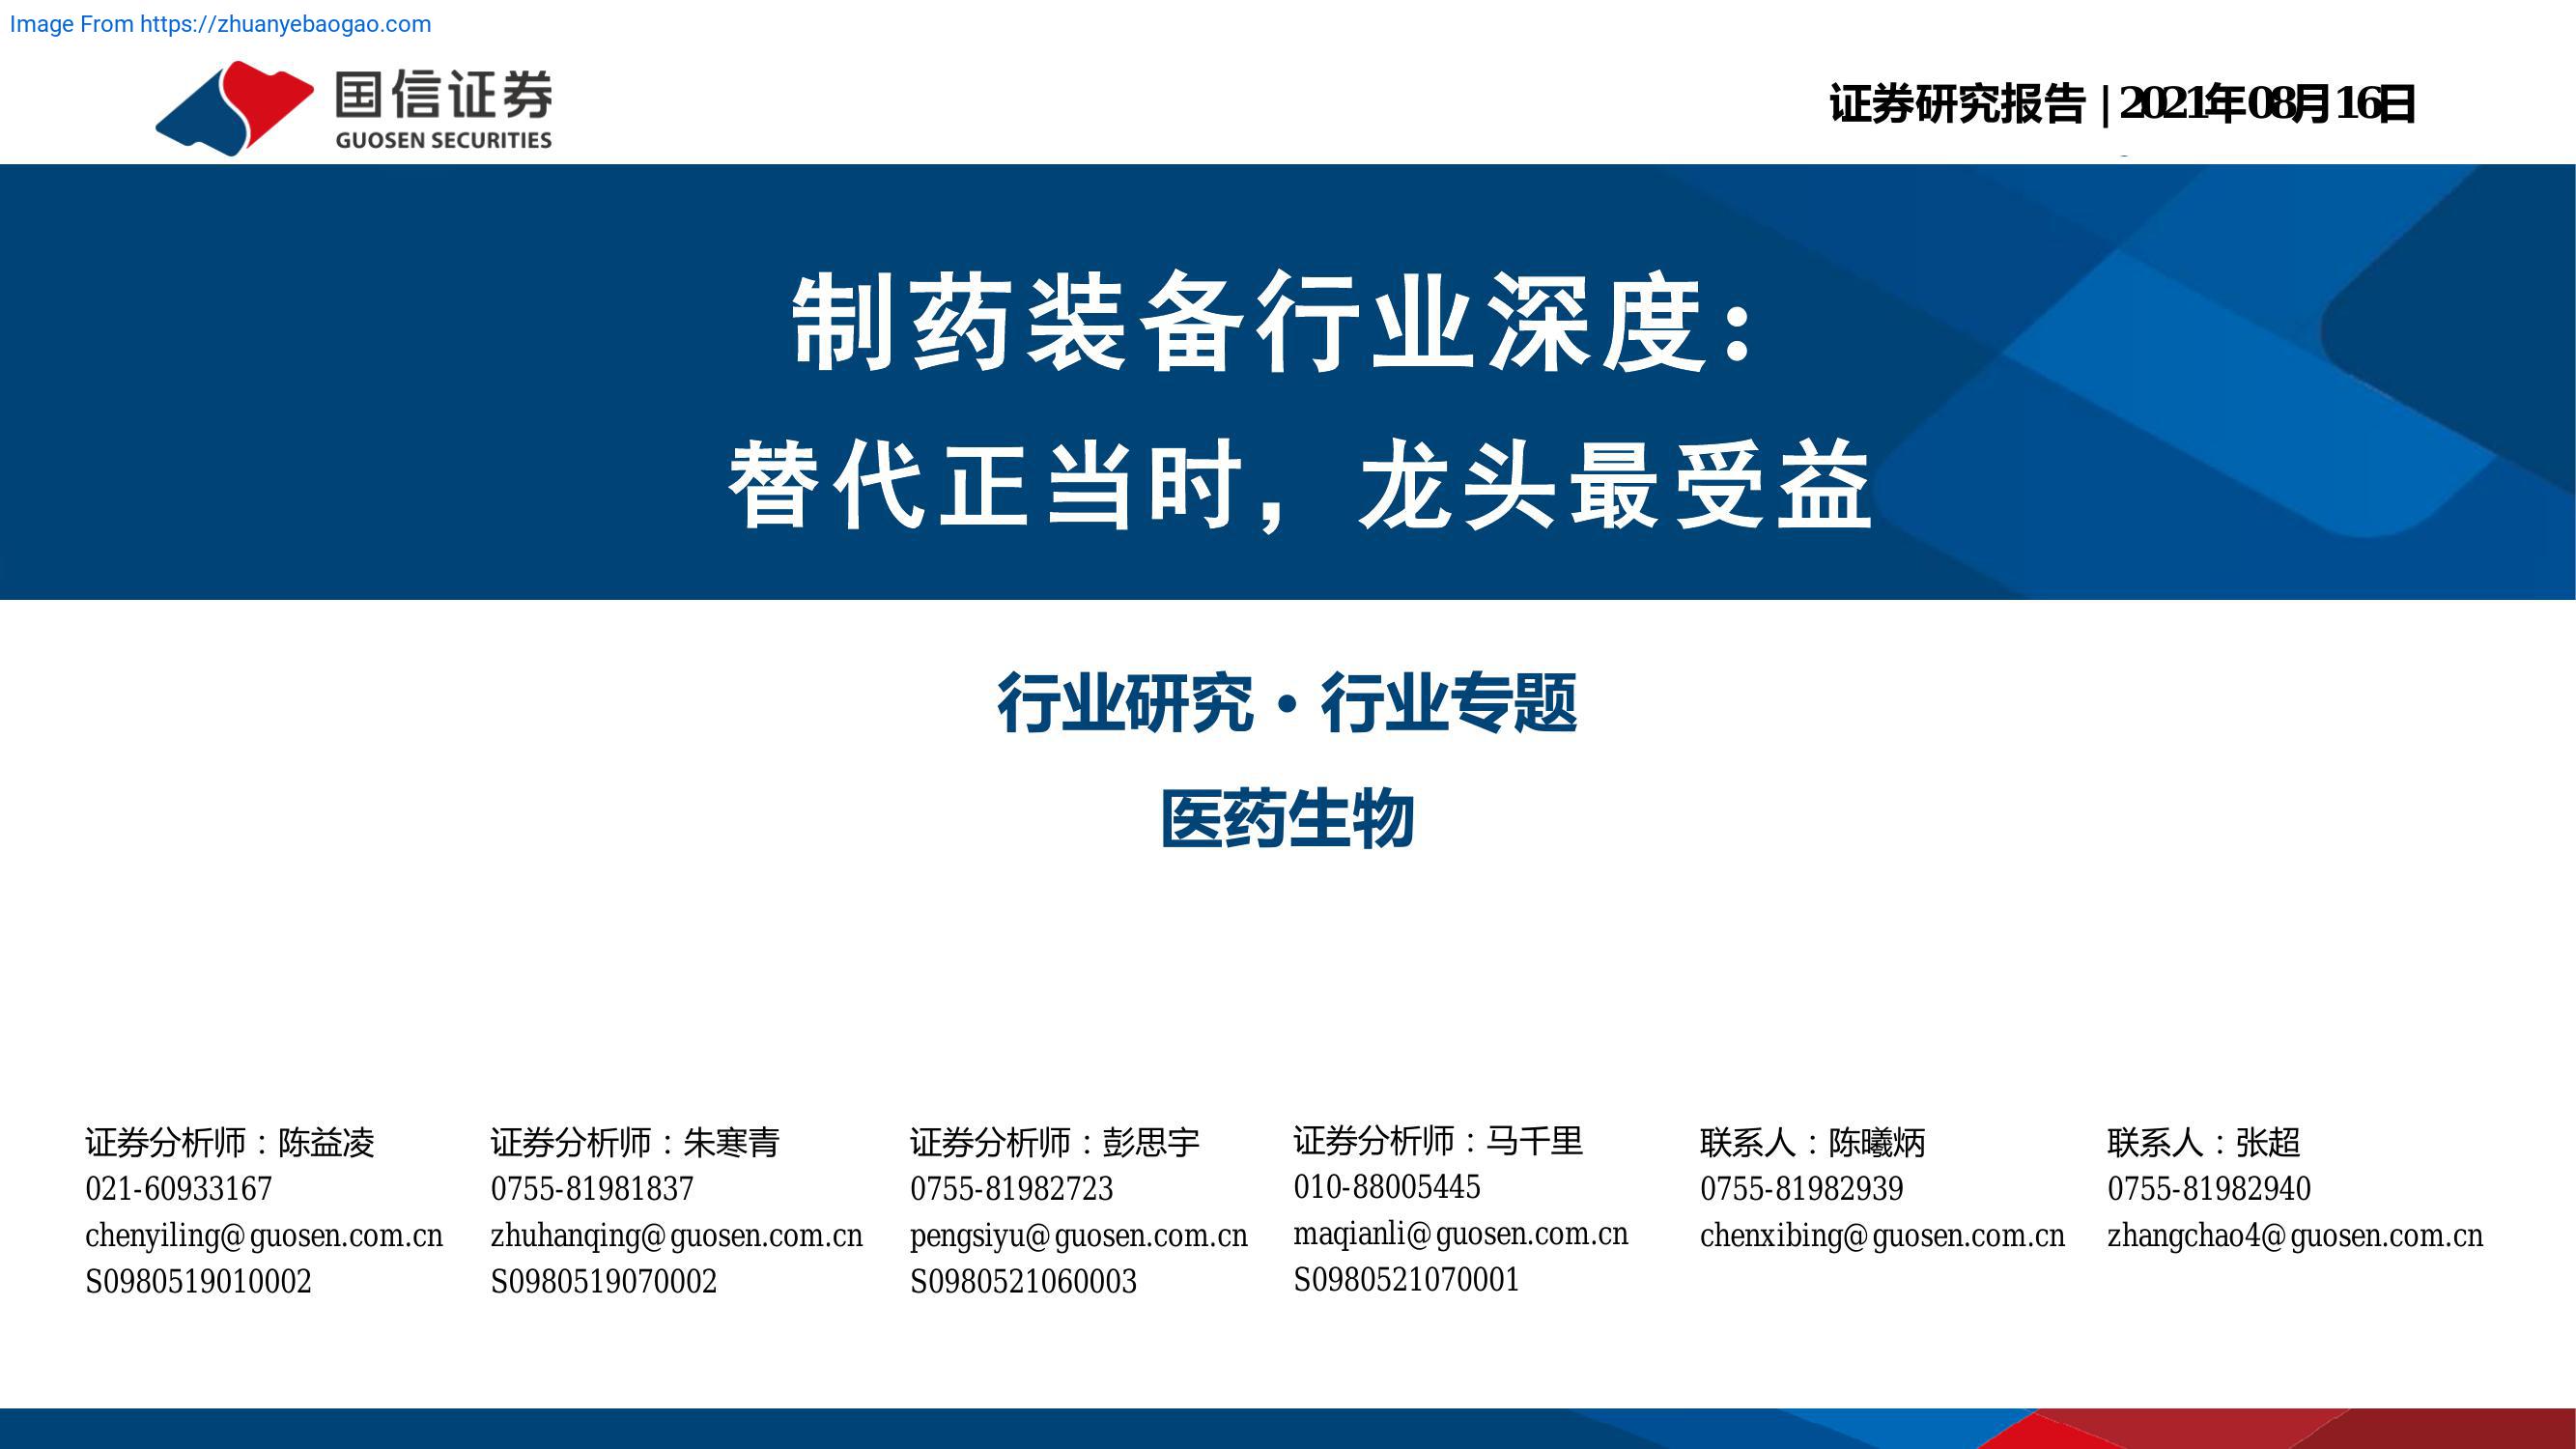 Image From https://zhuanyebaogao.com
国信证券
GUOSEN SECURITIES
证券研究报告 | 2021年08月16日
制药装备行业深度：
替代正当时，龙头最受益
行业研究·行业专题
医药生物
证券分析师：陈益凌
021-60933167
chenyiling@guosen.com.cn
S0980519010002
证券分析师：朱寒青
0755-81981837
zhuhanqing@guosen.com.cn
S0980519070002
证券分析师：彭思宇
0755-81982723
pengsiyu@guosen.com.cn
S0980521060003
证券分析师：马千里
010-88005445
maqianli@guosen.com.cn
S0980521070001
联系人：陈曦炳
0755-81982939
chenxibing@guosen.com.cn
联系人：张超
0755-81982940
zhangchao4@guosen.com.cn